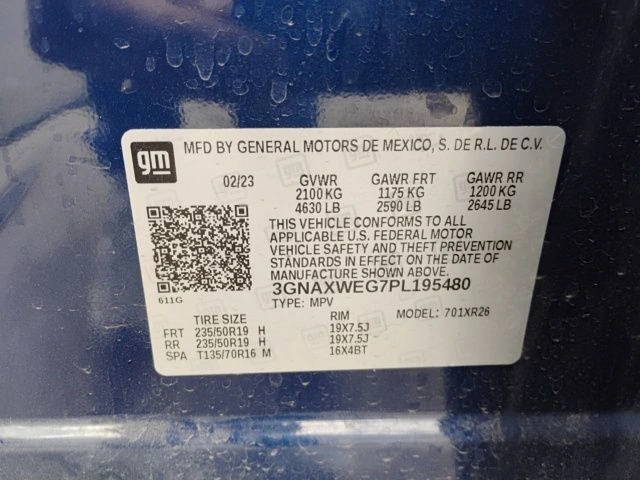 gm MFD BY GENERAL MOTORS DE MEXICO, S. DE R.L. DE C.V.
02/23 GVWR GAWR FRT GAWR RR
2100 KG 1175 KG 1200 KG
4630 LB 2590 LB 2645 LB
THIS VEHICLE CONFORMS TO ALL
APPLICABLE U.S. FEDERAL MOTOR
VEHICLE SAFETY AND THEFT PREVENTION
STANDARDS IN EFFECT ON THE DATE OF
MANUFACTURE SHOWN ABOVE.
611G 3GNAXWEG7PL195480
TYPE: MPV MODEL: 701XR26
TIRE SIZE RIM
FRT 235/50R19 H 19X7.5J
RR 235/50R19 H 19X7.5J
SPA T135/70R16 M 16X4BT